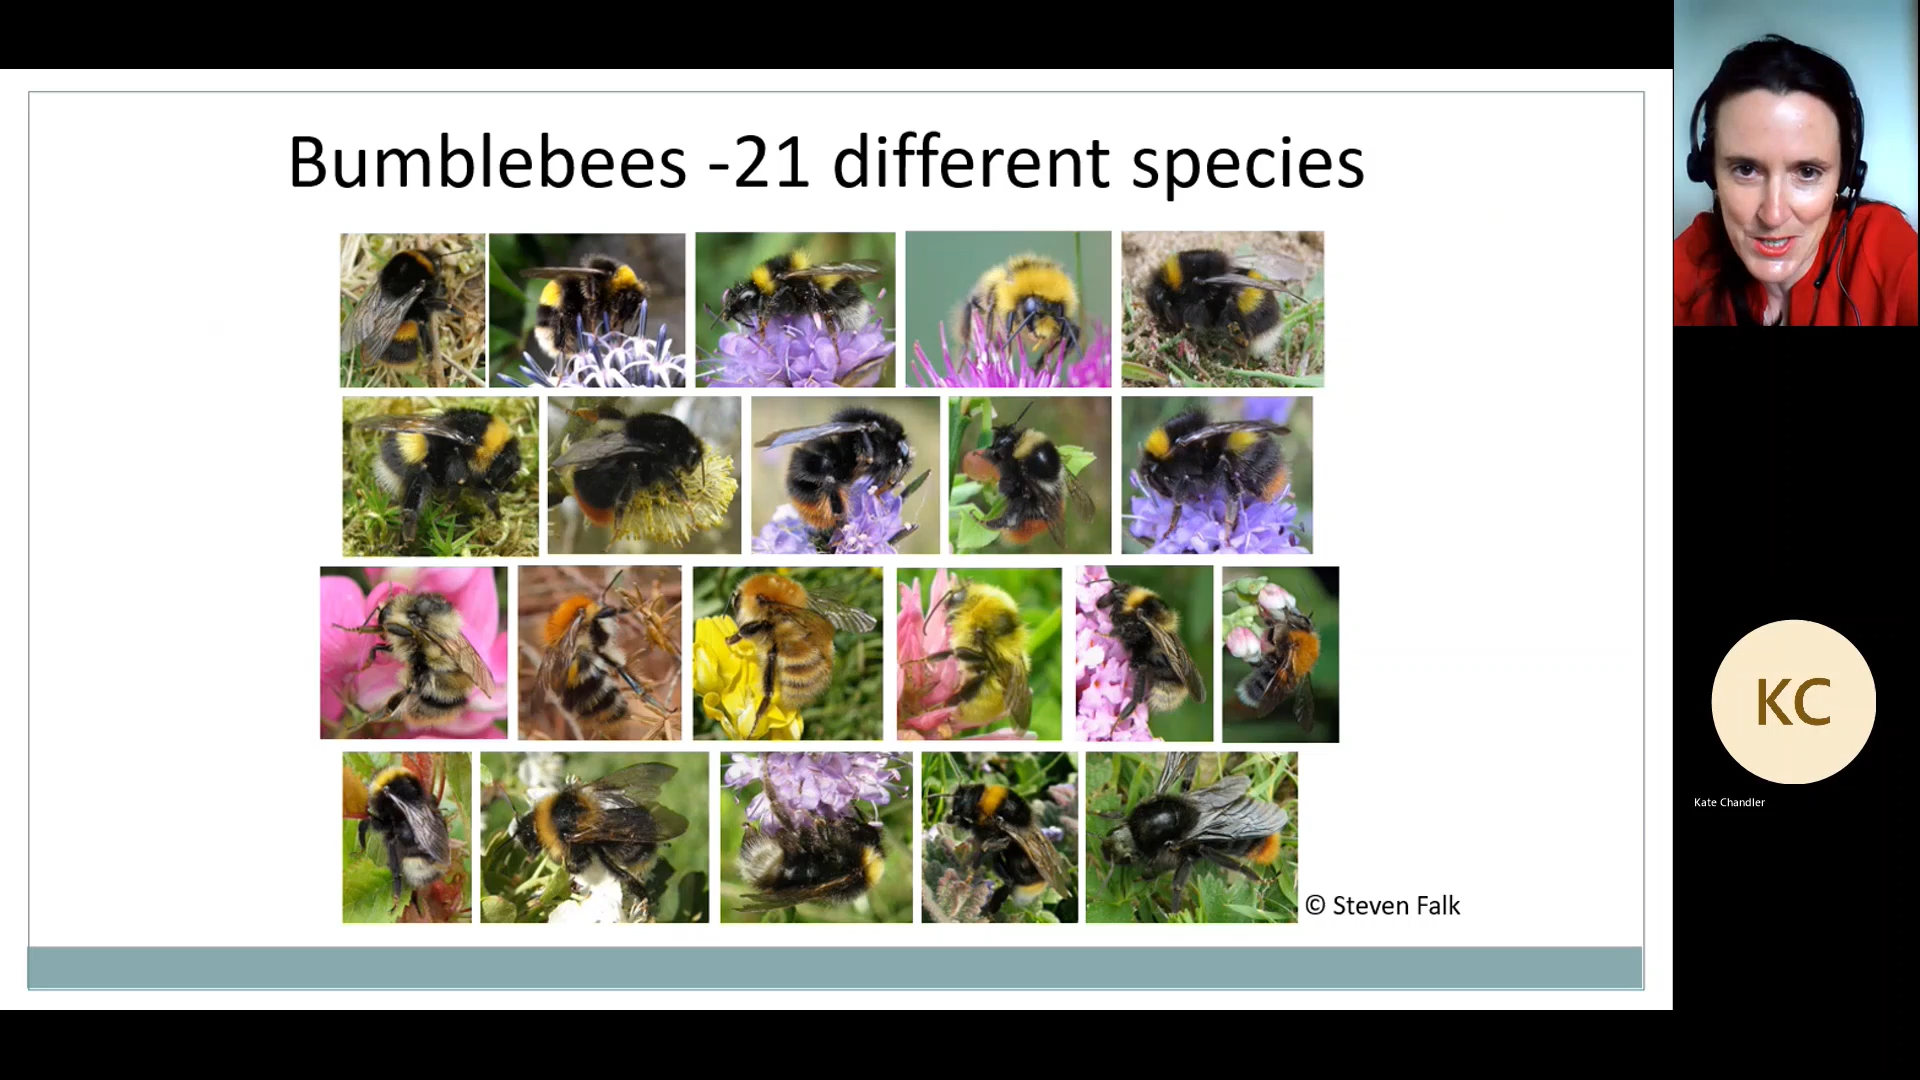 Bumblebees -21 different species
© Steven Falk
KC
Kate Chandler